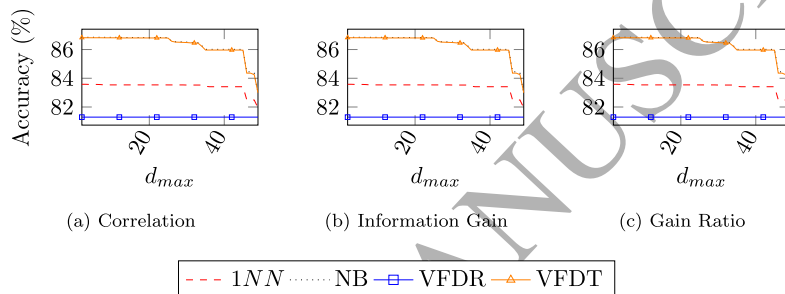 Accuracy (%)
86
84
82
20
40
d_max
(a) Correlation
86
84
82
20
40
d_max
(b) Information Gain
86
84
82
20
40
d_max
(c) Gain Ratio
1NN NB VFDR VFDT
ANUSC